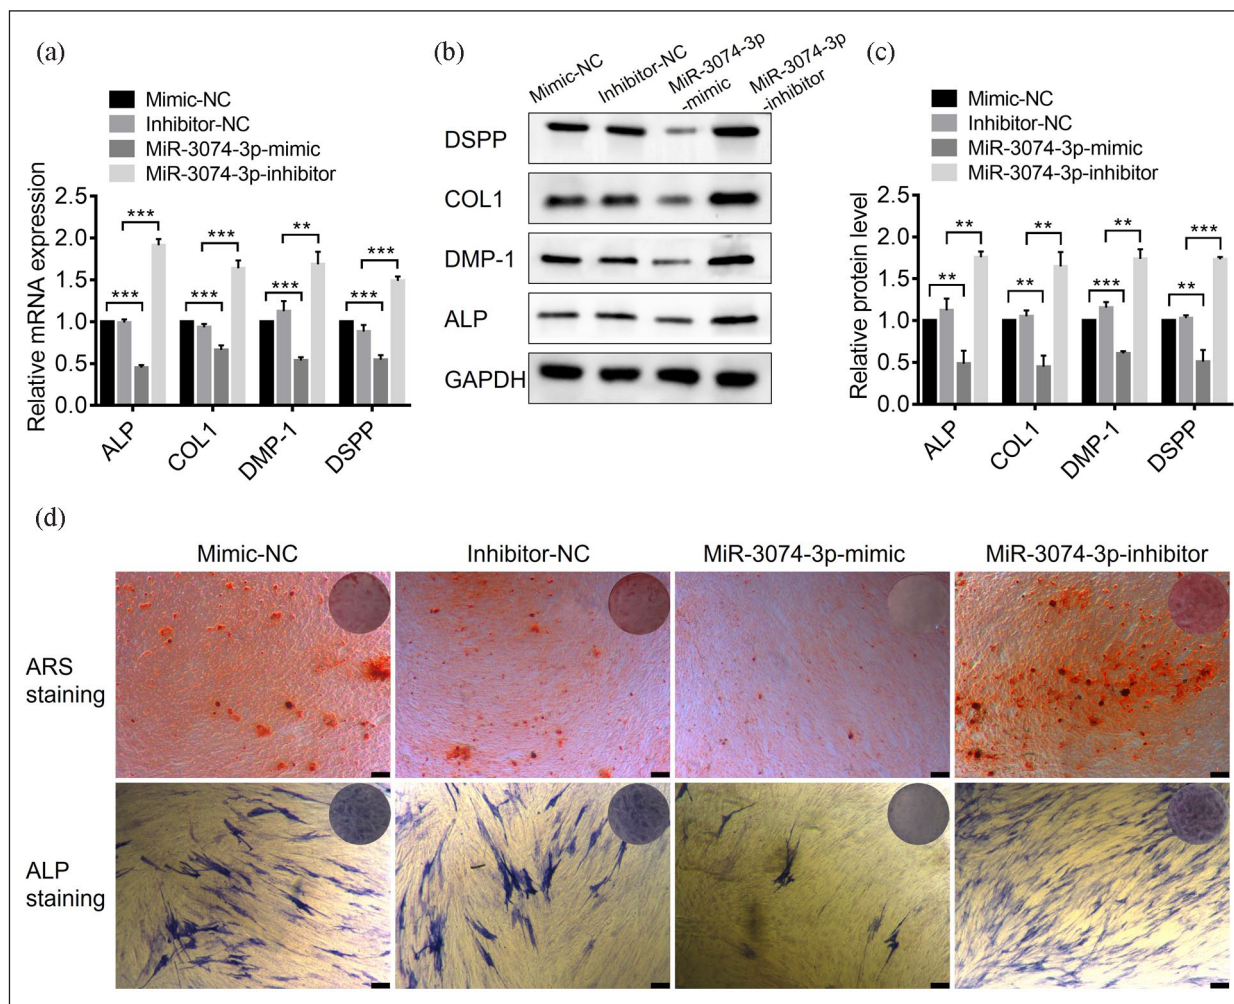 (a)
Mimic-NC
Inhibitor-NC
MiR-3074-3p-mimic
MiR-3074-3p-inhibitor
Relative mRNA expression
2.5
2.0
1.5
1.0
0.5
0.0
***
***
***
***
**
***
***
***
ALP
COL1
DMP-1
DSPP
(b)
Mimic-NC
Inhibitor-NC
MiR-3074-3p
-mimic
MiR-3074-3p
-inhibitor
DSPP
COL1
DMP-1
ALP
GAPDH
(c)
Mimic-NC
Inhibitor-NC
MiR-3074-3p-mimic
MiR-3074-3p-inhibitor
Relative protein level
2.5
2.0
1.5
1.0
0.5
0.0
**
**
**
**
**
***
***
**
ALP
COL1
DMP-1
DSPP
(d)
Mimic-NC
Inhibitor-NC
MiR-3074-3p-mimic
MiR-3074-3p-inhibitor
ARS
staining
ALP
staining